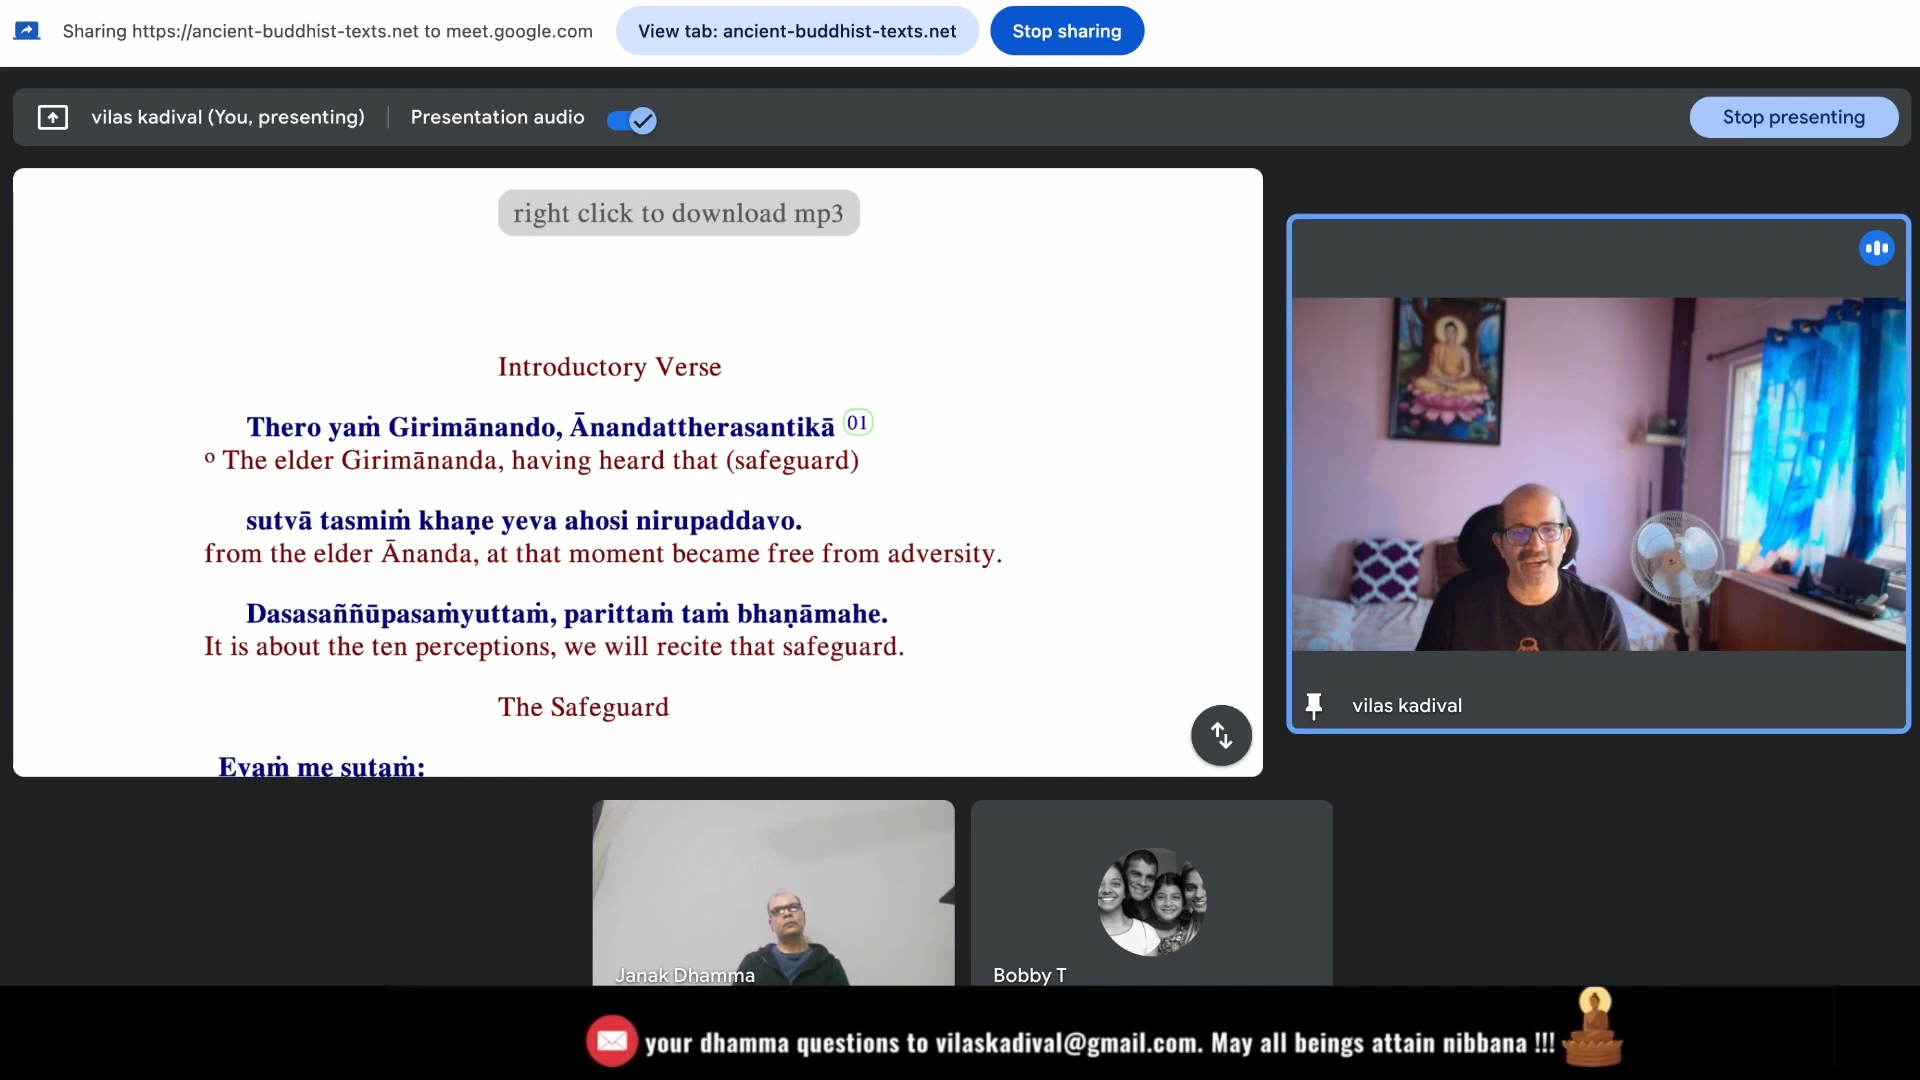 Sharing https://ancient-buddhist-texts.net to meet.google.com
View tab: ancient-buddhist-texts.net
Stop sharing
vilas kadival (You, presenting)
Presentation audio
Stop presenting
right click to download mp3
Introductory Verse
Thero yaṁ Girimānando, Ānandattherasantikā 01
º The elder Girimānanda, having heard that (safeguard)
sutvā tasmiṁ khaṇe yeva ahosi nirupaddavo.
from the elder Ānanda, at that moment became free from adversity.
Dasasaññūpasaṁyuttaṁ, parittaṁ taṁ bhaṇāmahe.
It is about the ten perceptions, we will recite that safeguard.
The Safeguard
Evaṁ me sutaṁ:
vilas kadival
Janak Dhamma
Bobby T
your dhamma questions to vilaskadival@gmail.com. May all beings attain nibbana !!!